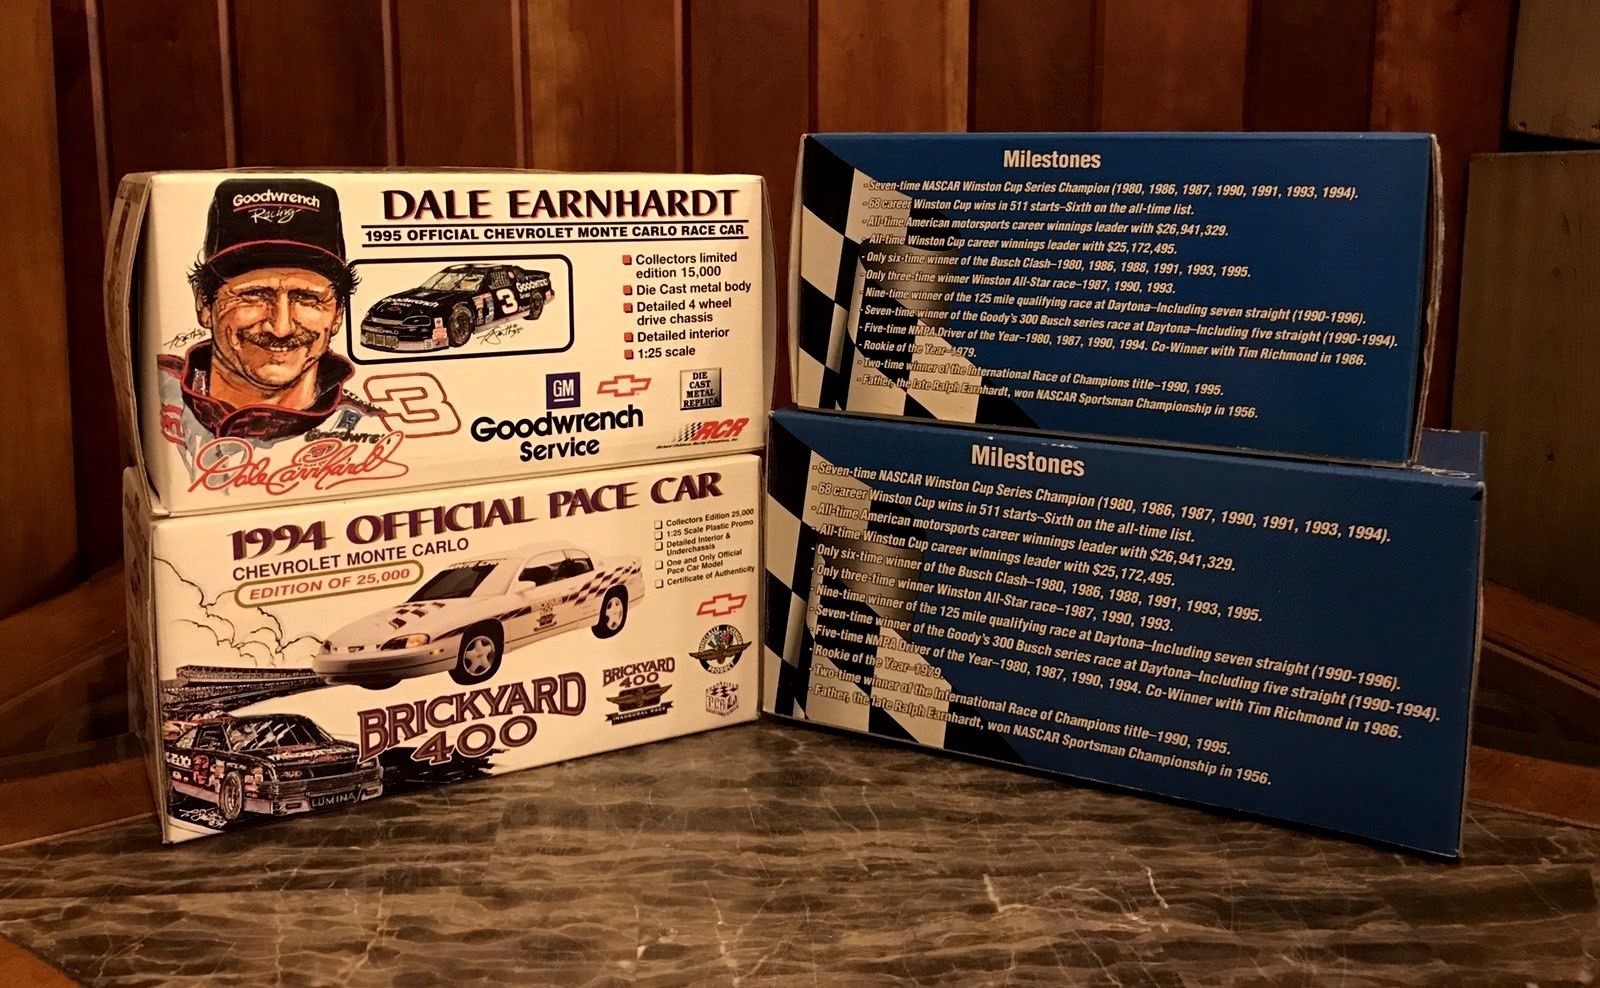 Goodwrench
Racing
DALE EARNHARDT
1995 OFFICIAL CHEVROLET MONTE CARLO RACE CAR
Collectors limited
edition 15,000
Die Cast metal body
Detailed 4 wheel
drive chassis
Detailed interior
1:25 scale
3
Goodwrench
3
GM
DIE
CAST
METAL
REPLICA
Goodwrench
Service
RCR
Goodwrench
Dale Earnhardt
1994 OFFICIAL PACE CAR
CHEVROLET MONTE CARLO
EDITION OF 25,000
Collectors Edition 25,000
1:25 Scale Plastic Promo
Detailed Interior &
Underchassis
One and Only Official
Pace Car Model
Certificate of Authenticity
BRICKYARD
400
BRICKYARD
400
INAUGURAL RACE
LUMINA
Milestones
- Seven-time NASCAR Winston Cup Series Champion (1980, 1986, 1987, 1990, 1991, 1993, 1994).
- 68 career Winston Cup wins in 511 starts–Sixth on the all-time list.
- All-time American motorsports career winnings leader with $26,941,329.
- All-time Winston Cup career winnings leader with $25,172,495.
- Only six-time winner of the Busch Clash–1980, 1986, 1988, 1991, 1993, 1995.
- Only three-time winner Winston All-Star race–1987, 1990, 1993.
- Nine-time winner of the 125 mile qualifying race at Daytona–Including seven straight (1990-1996).
- Seven-time winner of the Goody's 300 Busch series race at Daytona–Including five straight (1990-1994).
- Five-time NMPA Driver of the Year–1980, 1987, 1990, 1994. Co-Winner with Tim Richmond in 1986.
- Rookie of the Year–1979.
- Two-time winner of the International Race of Champions title–1990, 1995.
- Father, the late Ralph Earnhardt, won NASCAR Sportsman Championship in 1956.
Milestones
- Seven-time NASCAR Winston Cup Series Champion (1980, 1986, 1987, 1990, 1991, 1993, 1994).
- 68 career Winston Cup wins in 511 starts–Sixth on the all-time list.
- All-time American motorsports career winnings leader with $26,941,329.
- All-time Winston Cup career winnings leader with $25,172,495.
- Only six-time winner of the Busch Clash–1980, 1986, 1988, 1991, 1993, 1995.
- Only three-time winner Winston All-Star race–1987, 1990, 1993.
- Nine-time winner of the 125 mile qualifying race at Daytona–Including seven straight (1990-1996).
- Seven-time winner of the Goody's 300 Busch series race at Daytona–Including five straight (1990-1994).
- Five-time NMPA Driver of the Year–1980, 1987, 1990, 1994. Co-Winner with Tim Richmond in 1986.
- Rookie of the Year–1979.
- Two-time winner of the International Race of Champions title–1990, 1995.
- Father, the late Ralph Earnhardt, won NASCAR Sportsman Championship in 1956.